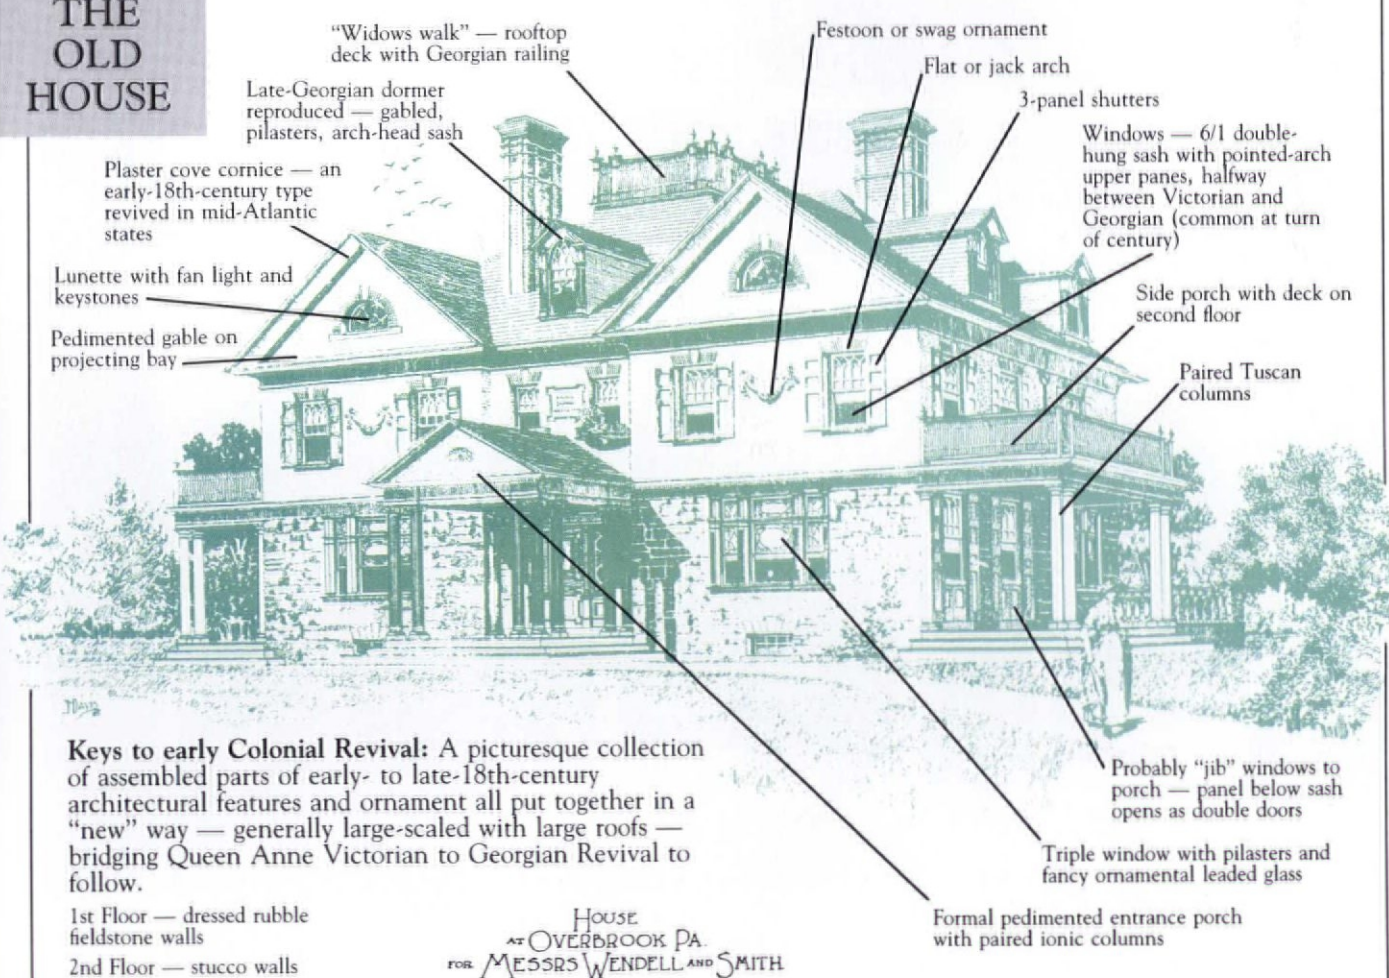 THE
OLD
HOUSE
"Widows walk" — rooftop
deck with Georgian railing
Late-Georgian dormer
reproduced — gabled,
pilasters, arch-head sash
Plaster cove cornice — an
early-18th-century type
revived in mid-Atlantic
states
Lunette with fan light and
keystones
Pedimented gable on
projecting bay
Festoon or swag ornament
Flat or jack arch
3-panel shutters
Windows — 6/1 double-
hung sash with pointed-arch
upper panes, halfway
between Victorian and
Georgian (common at turn
of century)
Side porch with deck on
second floor
Paired Tuscan
columns
Probably "jib" windows to
porch — panel below sash
opens as double doors
Triple window with pilasters and
fancy ornamental leaded glass
Formal pedimented entrance porch
with paired ionic columns
Keys to early Colonial Revival: A picturesque collection
of assembled parts of early- to late-18th-century
architectural features and ornament all put together in a
"new" way — generally large-scaled with large roofs —
bridging Queen Anne Victorian to Georgian Revival to
follow.
1st Floor — dressed rubble
fieldstone walls
2nd Floor — stucco walls
HOUSE
AT OVERBROOK PA.
FOR MESSRS WENDELL AND SMITH